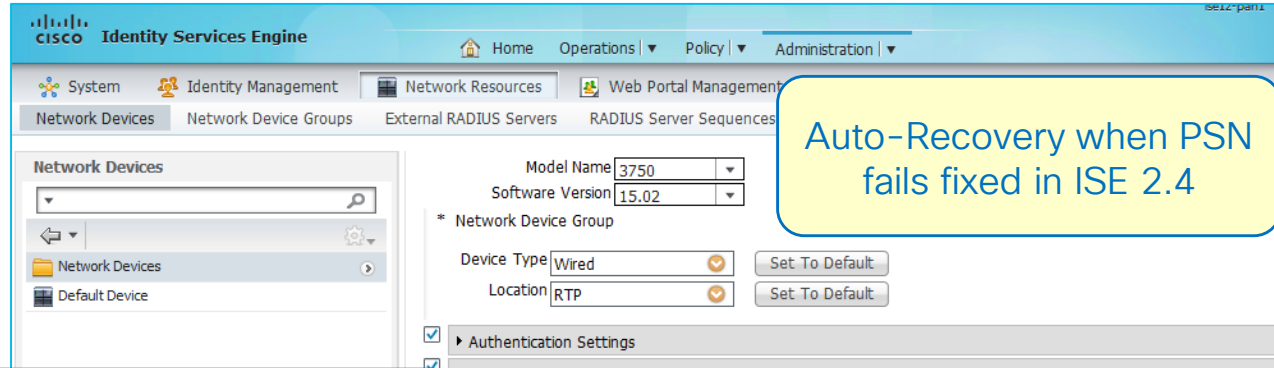 ise12-pan1
CISCO Identity Services Engine
Home Operations | Policy | Administration |
System Identity Management Network Resources Web Portal Management
Network Devices Network Device Groups External RADIUS Servers RADIUS Server Sequences
Auto-Recovery when PSN
fails fixed in ISE 2.4
Network Devices
Network Devices
Default Device
Model Name 3750
Software Version 15.02
* Network Device Group
Device Type Wired Set To Default
Location RTP Set To Default
Authentication Settings